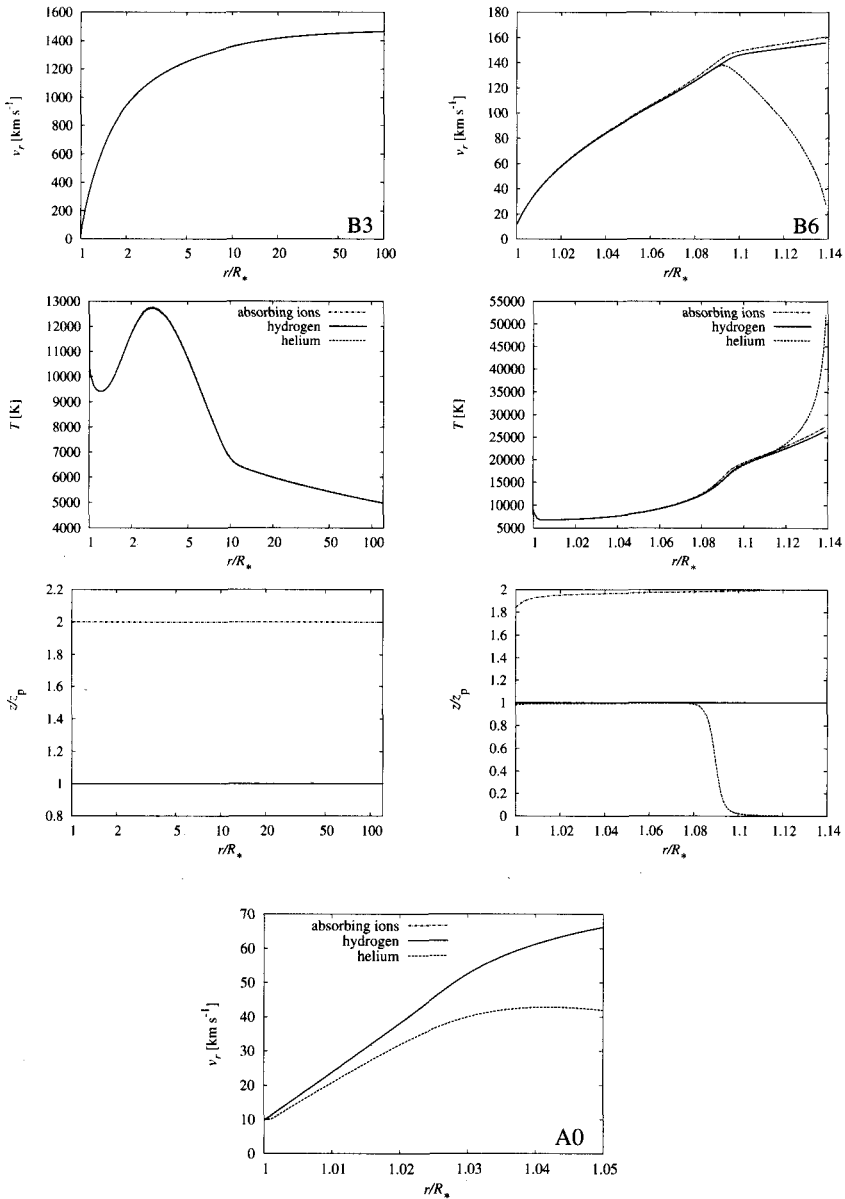 1600
1400
1200
1000
800
600
400
200
0
v_r [km s⁻¹]
1 2 5 10 20 50 100
r/R*
B3
180
160
140
120
100
80
60
40
20
0
v_r [km s⁻¹]
1 1.02 1.04 1.06 1.08 1.1 1.12 1.14
r/R*
B6
13000
12000
11000
10000
9000
8000
7000
6000
5000
4000
T [K]
absorbing ions
hydrogen
helium
1 2 5 10 20 50 100
r/R*
55000
50000
45000
40000
35000
30000
25000
20000
15000
10000
5000
T [K]
absorbing ions
hydrogen
helium
1 1.02 1.04 1.06 1.08 1.1 1.12 1.14
r/R*
2.2
2
1.8
1.6
1.4
1.2
1
0.8
z/z_p
1 2 5 10 20 50 100
r/R*
2
1.8
1.6
1.4
1.2
1
0.8
0.6
0.4
0.2
0
z/z_p
1 1.02 1.04 1.06 1.08 1.1 1.12 1.14
r/R*
70
60
50
40
30
20
10
0
v_r [km s⁻¹]
absorbing ions
hydrogen
helium
A0
1 1.01 1.02 1.03 1.04 1.05
r/R*